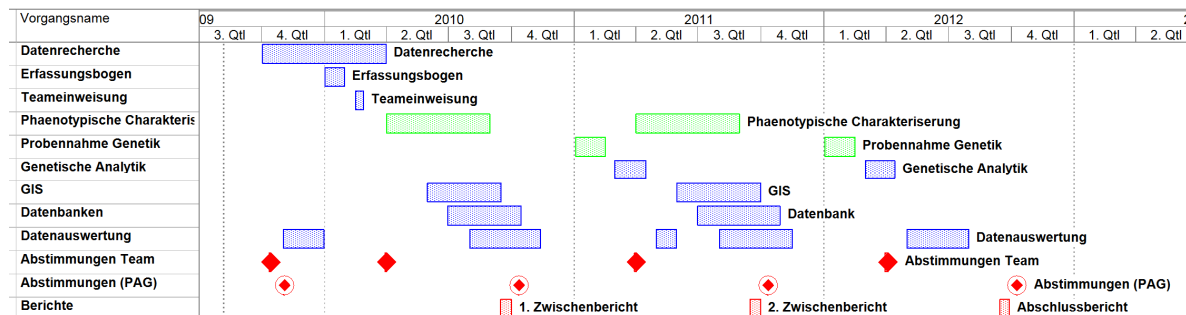 Vorgangsname 09 2010 2011 2012 2
3. Qtl 4. Qtl 1. Qtl 2. Qtl 3. Qtl 4. Qtl 1. Qtl 2. Qtl 3. Qtl 4. Qtl 1. Qtl 2. Qtl 3. Qtl 4. Qtl 1. Qtl 2. Qtl
Datenrecherche Datenrecherche
Erfassungsbogen Erfassungsbogen
Teameinweisung Teameinweisung
Phaenotypische Charakteris Phaenotypische Charakteriserung
Probennahme Genetik Probennahme Genetik
Genetische Analytik Genetische Analytik
GIS GIS
Datenbanken Datenbank
Datenauswertung Datenauswertung
Abstimmungen Team Abstimmungen Team
Abstimmungen (PAG) Abstimmungen (PAG)
Berichte 1. Zwischenbericht 2. Zwischenbericht Abschlussbericht